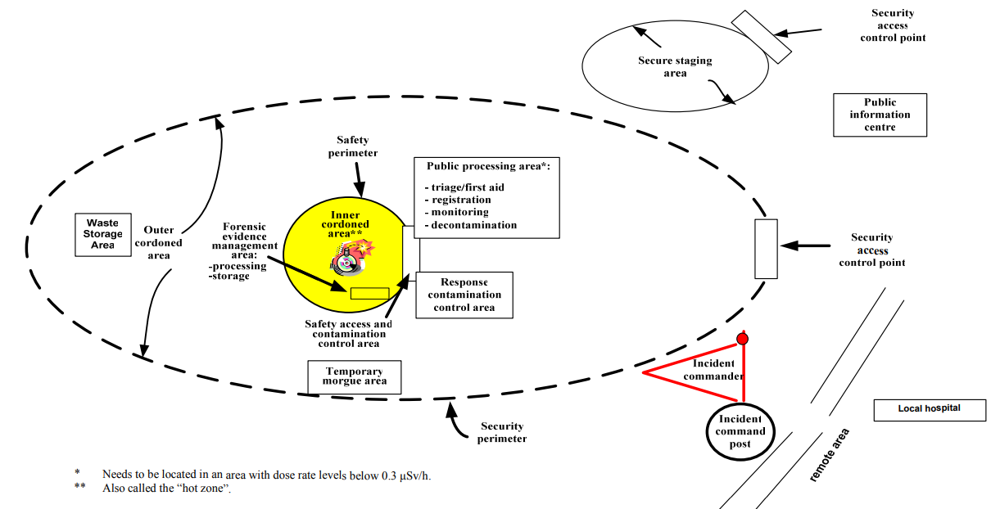 Security
access
control point
Secure staging
area
Public
information
centre
Safety
perimeter
Public processing area*:
- triage/first aid
- registration
- monitoring
- decontamination
Inner
cordoned
area**
Waste
Storage
Area
Outer
cordoned
area
Forensic
evidence
management
area:
-processing
-storage
Security
access
control point
Response
contamination
control area
Safety access and
contamination
control area
Temporary
morgue area
Incident
commander
Incident
command
post
Local hospital
Security
perimeter
remote area
* Needs to be located in an area with dose rate levels below 0.3 μSv/h.
** Also called the “hot zone”.